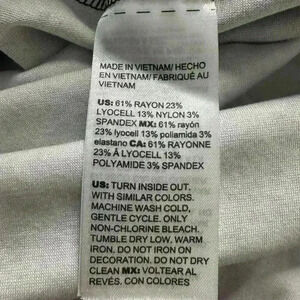 MADE IN VIETNAM/ HECHO
EN VIETNAM/ FABRIQUÉ AU
VIETNAM
US: 61% RAYON 23%
LYOCELL 13% NYLON 3%
SPANDEX MX: 61% rayón
23% lyocell 13% poliamida 3%
elastano CA: 61% RAYONNE
23% Â LYOCELL 13%
POLYAMIDE 3% SPANDEX
US: TURN INSIDE OUT.
WITH SIMILAR COLORS.
MACHINE WASH COLD,
GENTLE CYCLE. ONLY
NON-CHLORINE BLEACH.
TUMBLE DRY LOW. WARM
IRON. DO NOT IRON ON
DECORATION. DO NOT DRY
CLEAN MX: VOLTEAR AL
REVÉS. CON COLORES